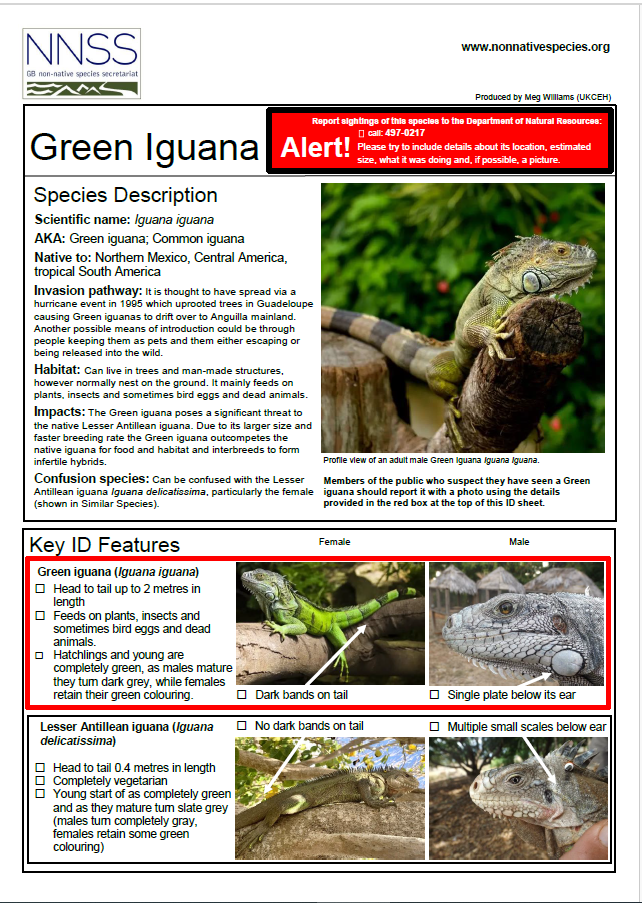 NNSS
GB non-native species secretariat
www.nonnativespecies.org
Produced by Meg Williams (UKCEH)
Green Iguana
Alert!
Report sightings of this species to the Department of Natural Resources:
☐ call: 497-0217
Please try to include details about its location, estimated
size, what it was doing and, if possible, a picture.
Species Description
Scientific name: Iguana iguana
AKA: Green iguana; Common iguana
Native to: Northern Mexico, Central America,
tropical South America
Invasion pathway: It is thought to have spread via a
hurricane event in 1995 which uprooted trees in Guadeloupe
causing Green iguanas to drift over to Anguilla mainland.
Another possible means of introduction could be through
people keeping them as pets and them either escaping or
being released into the wild.
Habitat: Can live in trees and man-made structures,
however normally nest on the ground. It mainly feeds on
plants, insects and sometimes bird eggs and dead animals.
Impacts: The Green iguana poses a significant threat to
the native Lesser Antillean iguana. Due to its larger size and
faster breeding rate the Green iguana outcompetes the
native iguana for food and habitat and interbreeds to form
infertile hybrids.
Confusion species: Can be confused with the Lesser
Antillean iguana Iguana delicatissima, particularly the female
(shown in Similar Species).
Profile view of an adult male Green Iguana Iguana Iguana.
Members of the public who suspect they have seen a Green
iguana should report it with a photo using the details
provided in the red box at the top of this ID sheet.
Key ID Features
Female
Male
Green iguana (Iguana iguana)
☐ Head to tail up to 2 metres in
length
☐ Feeds on plants, insects and
sometimes bird eggs and dead
animals.
☐ Hatchlings and young are
completely green, as males mature
they turn dark grey, while females
retain their green colouring.
☐ Dark bands on tail
☐ Single plate below its ear
Lesser Antillean iguana (Iguana
delicatissima)
☐ Head to tail 0.4 metres in length
☐ Completely vegetarian
☐ Young start of as completely green
and as they mature turn slate grey
(males turn completely gray,
females retain some green
colouring)
☐ No dark bands on tail
☐ Multiple small scales below ear